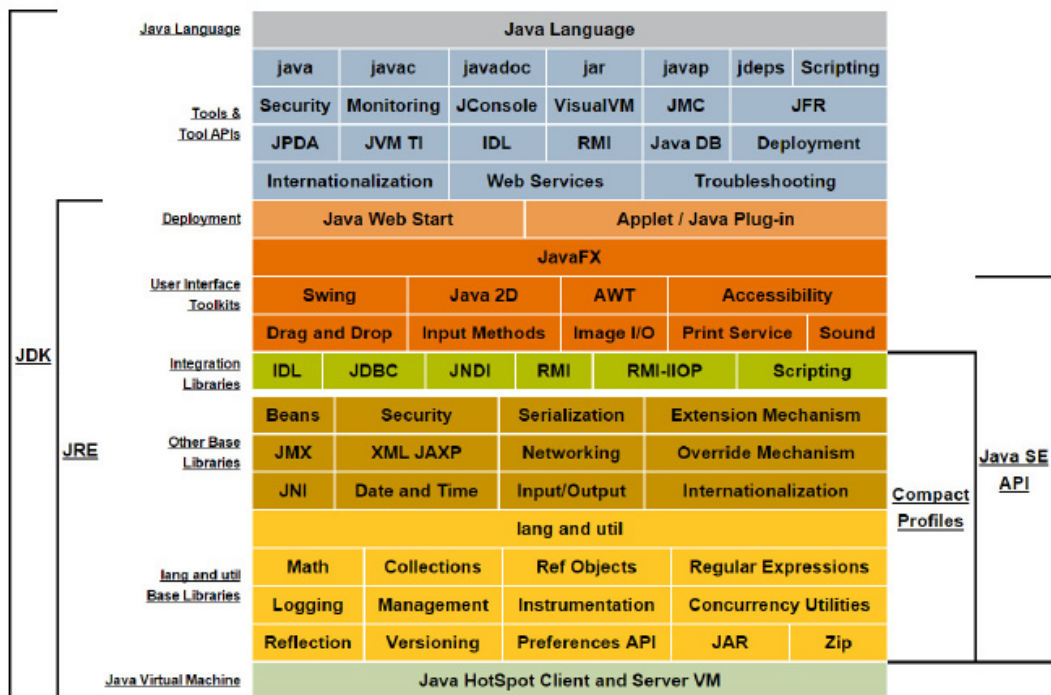 Java Language Java Language
java javac javadoc jar javap jdeps Scripting
Security Monitoring JConsole VisualVM JMC JFR
Tools &
Tool APIs
JPDA JVM TI IDL RMI Java DB Deployment
Internationalization Web Services Troubleshooting
Deployment Java Web Start Applet / Java Plug-in
JavaFX
User Interface
Toolkits
Swing Java 2D AWT Accessibility
Drag and Drop Input Methods Image I/O Print Service Sound
JDK
Integration
Libraries
IDL JDBC JNDI RMI RMI-IIOP Scripting
Beans Security Serialization Extension Mechanism
JRE
Other Base
Libraries
JMX XML JAXP Networking Override Mechanism
Java SE
API
JNI Date and Time Input/Output Internationalization
Compact
Profiles
lang and util
Math Collections Ref Objects Regular Expressions
lang and util
Base Libraries
Logging Management Instrumentation Concurrency Utilities
Reflection Versioning Preferences API JAR Zip
Java Virtual Machine Java HotSpot Client and Server VM